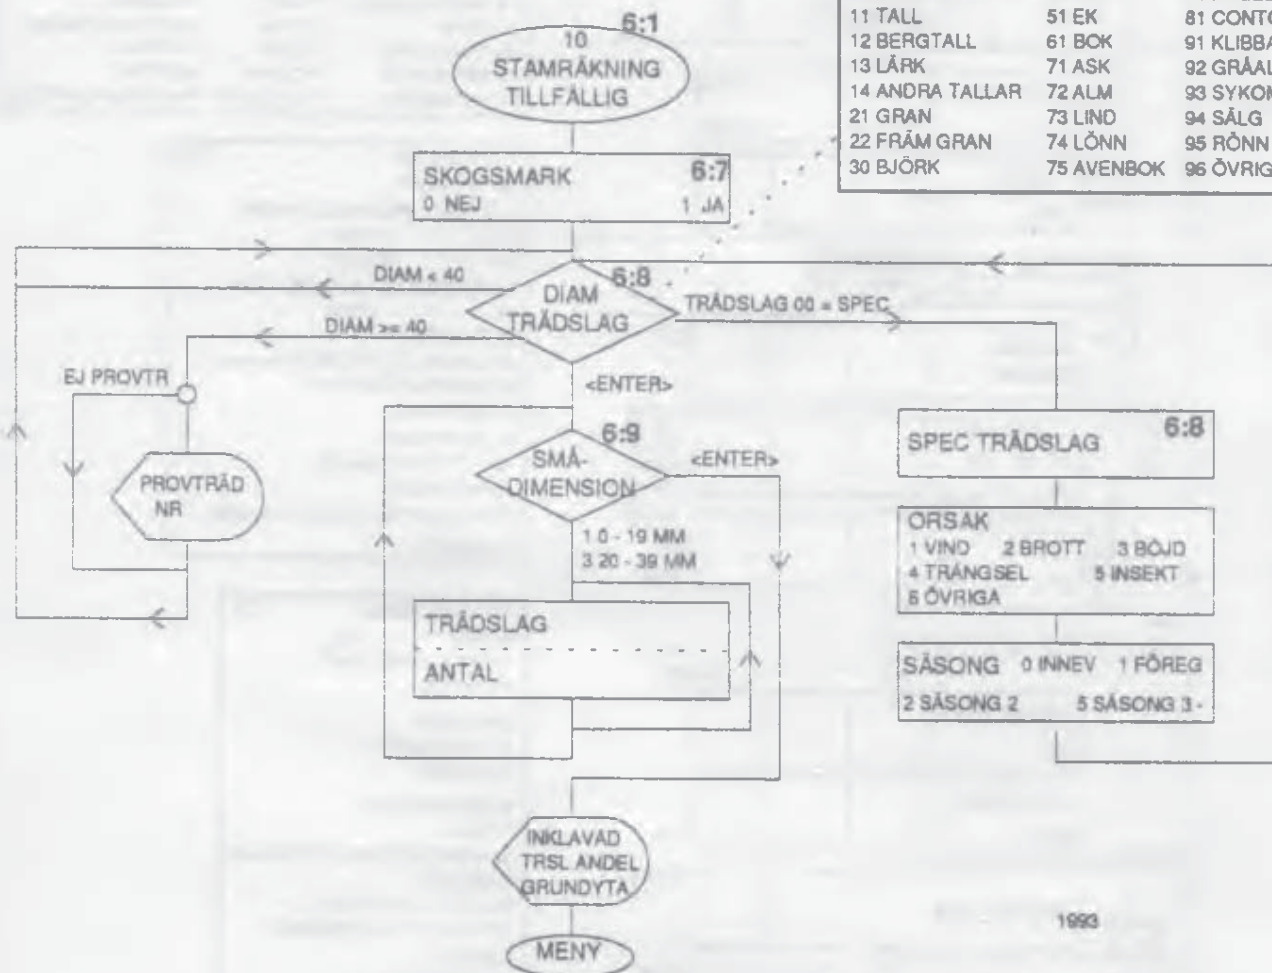 6:1
10
STAMRÄKNING
TILLFÄLLIG
11 TALL 51 EK
12 BERGTALL 61 BOK
13 LÄRK 71 ASK
14 ANDRA TALLAR 72 ALM
21 GRAN 73 LIND 94 SÄLG
22 FRÄM GRAN 74 LÖNN 95 RÖNN
30 BJÖRK 75 AVENBOK 96 ÖVRIG
SKOGSMARK 6:7
0 NEJ 1 JA
DIAM < 40
6:8
DIAM
TRÄDSLAG
TRÄDSLAG 00 = SPEC
DIAM >= 40
EJ PROVTR
<ENTER>
6:9
SMÅ-
DIMENSION
<ENTER>
SPEC TRÄDSLAG 6:8
PROVTRÄD
NR
1 0 - 19 MM
3 20 - 39 MM
ORSAK
1 VIND 2 BROTT 3 BÖJD
4 TRÄNGSEL 5 INSEKT
6 ÖVRIGA
TRÄDSLAG
ANTAL
SÄSONG 0 INNEV 1 FÖREG
2 SÄSONG 2 5 SÄSONG 3 -
INKLAVAD
TRSL ANDEL
GRUNDYTA
MENY
1993